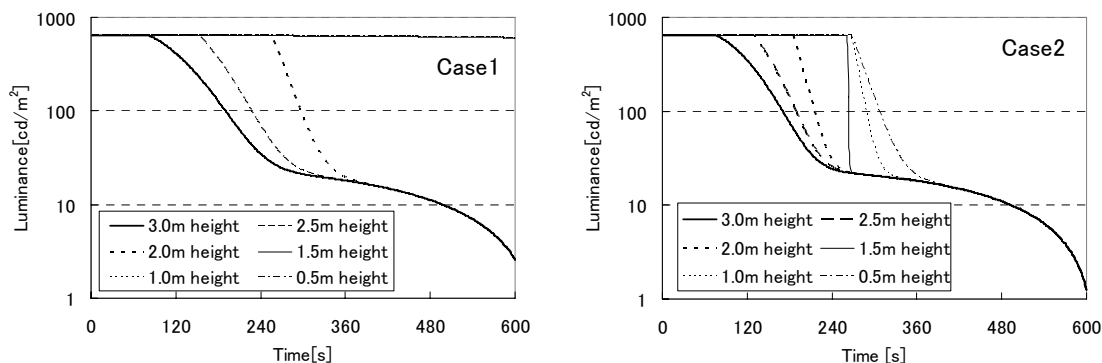 1000
Case1
100
10
1
Luminance[cd/m²]
3.0m height
2.5m height
2.0m height
1.5m height
1.0m height
0.5m height
0 120 240 360 480 600
Time[s]
1000
Case2
100
10
1
Luminance[cd/m²]
3.0m height
2.5m height
2.0m height
1.5m height
1.0m height
0.5m height
0 120 240 360 480 600
Time [s]